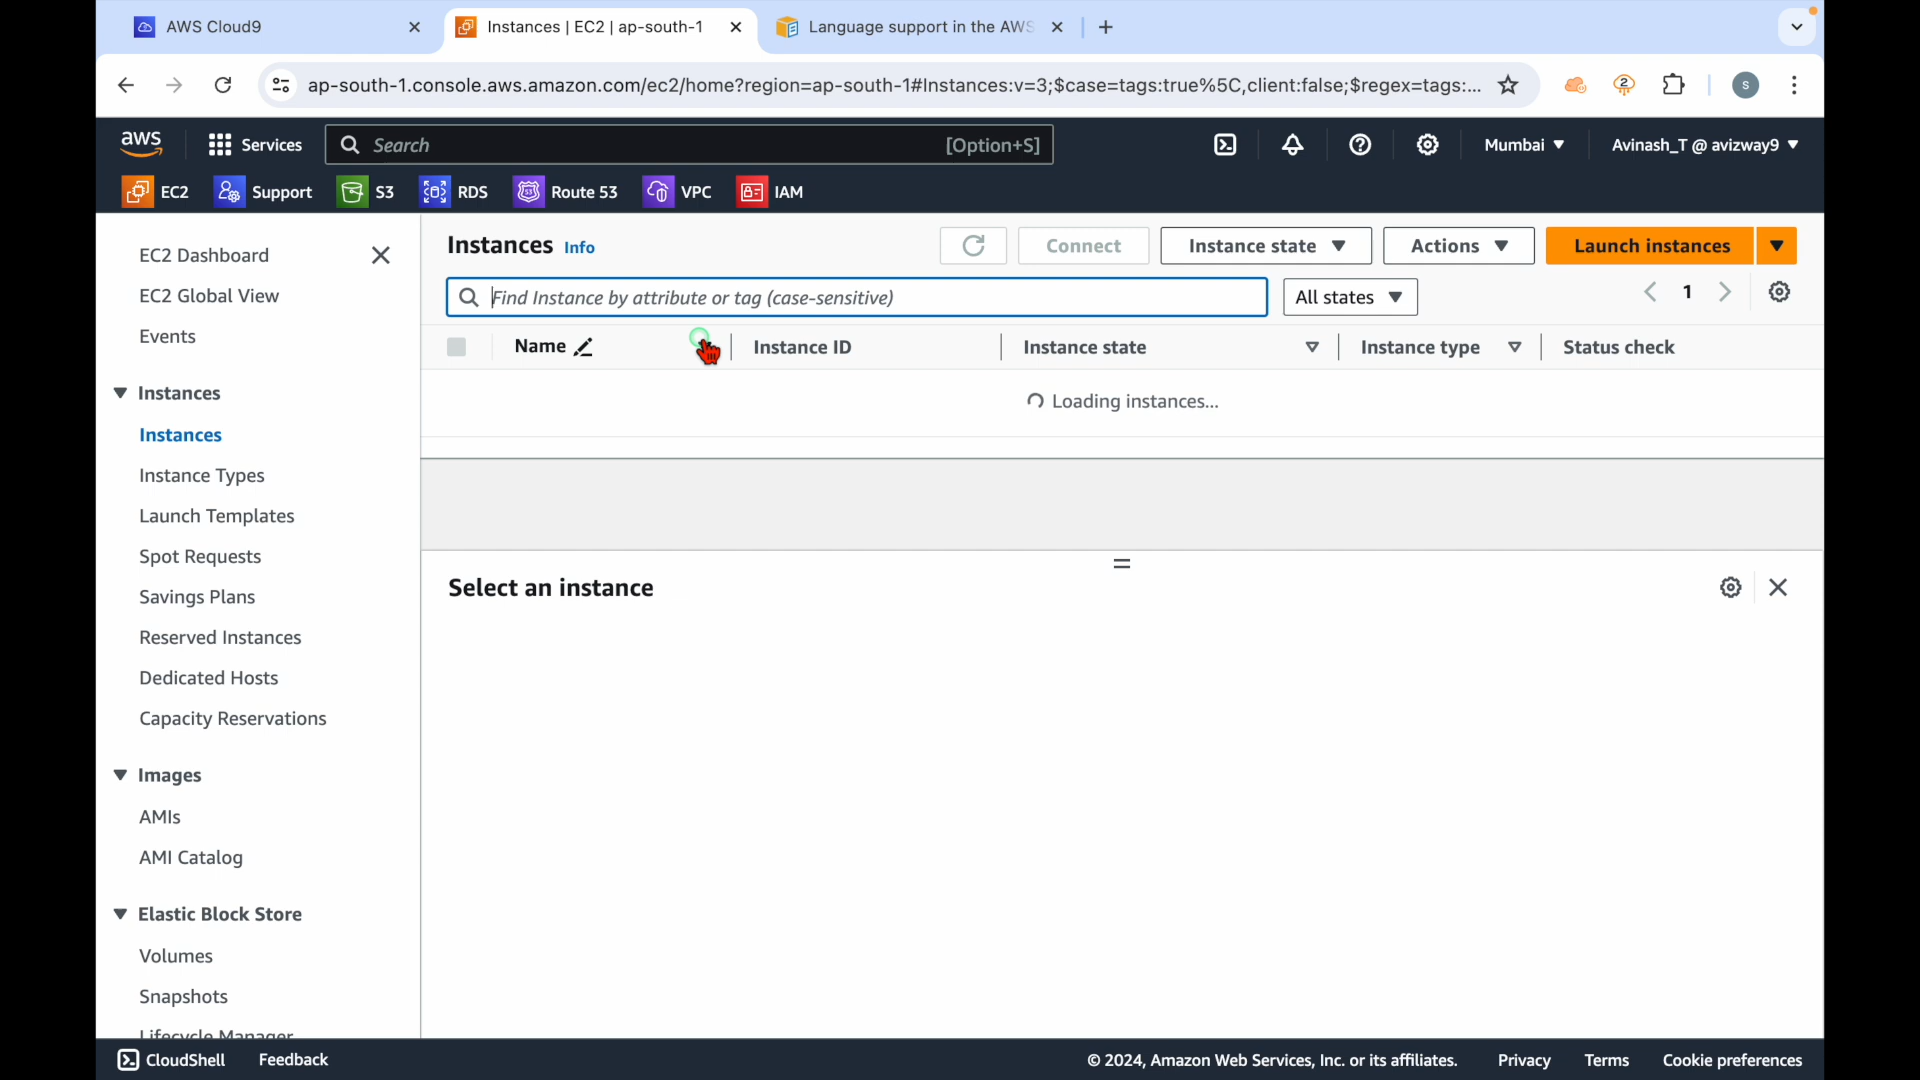 AWS Cloud9
Instances | EC2 | ap-south-1
Language support in the AWS
ap-south-1.console.aws.amazon.com/ec2/home?region=ap-south-1#Instances:v=3;$case=tags:true%5C,client:false;$regex=tags:...
2
s
aws
Services
Search
[Option+S]
Mumbai
Avinash_T @ avizway9
EC2
Support
S3
RDS
Route 53
VPC
IAM
EC2 Dashboard
EC2 Global View
Events
Instances
Instances
Instance Types
Launch Templates
Spot Requests
Savings Plans
Reserved Instances
Dedicated Hosts
Capacity Reservations
Images
AMIs
AMI Catalog
Elastic Block Store
Volumes
Snapshots
Lifecycle Manager
Instances Info
Connect
Instance state
Actions
Launch instances
Find Instance by attribute or tag (case-sensitive)
All states
1
Name
Instance ID
Instance state
Instance type
Status check
Loading instances...
Select an instance
CloudShell
Feedback
© 2024, Amazon Web Services, Inc. or its affiliates.
Privacy
Terms
Cookie preferences